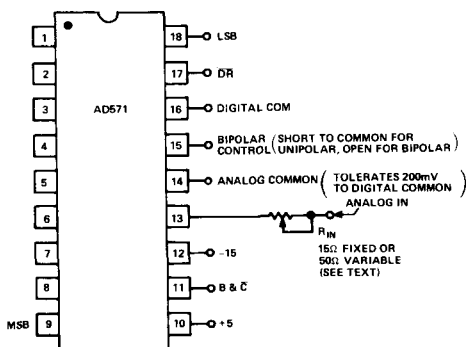 1
2
3
4
5
6
7
8
MSB 9
AD571
18 LSB
17 D̅R̅
16 DIGITAL COM
15 BIPOLAR CONTROL (SHORT TO COMMON FOR UNIPOLAR, OPEN FOR BIPOLAR)
14 ANALOG COMMON (TOLERATES 200mV TO DIGITAL COMMON)
ANALOG IN
13
RIN
15Ω FIXED OR
50Ω VARIABLE
(SEE TEXT)
12 -15
11 B & C̅
10 +5